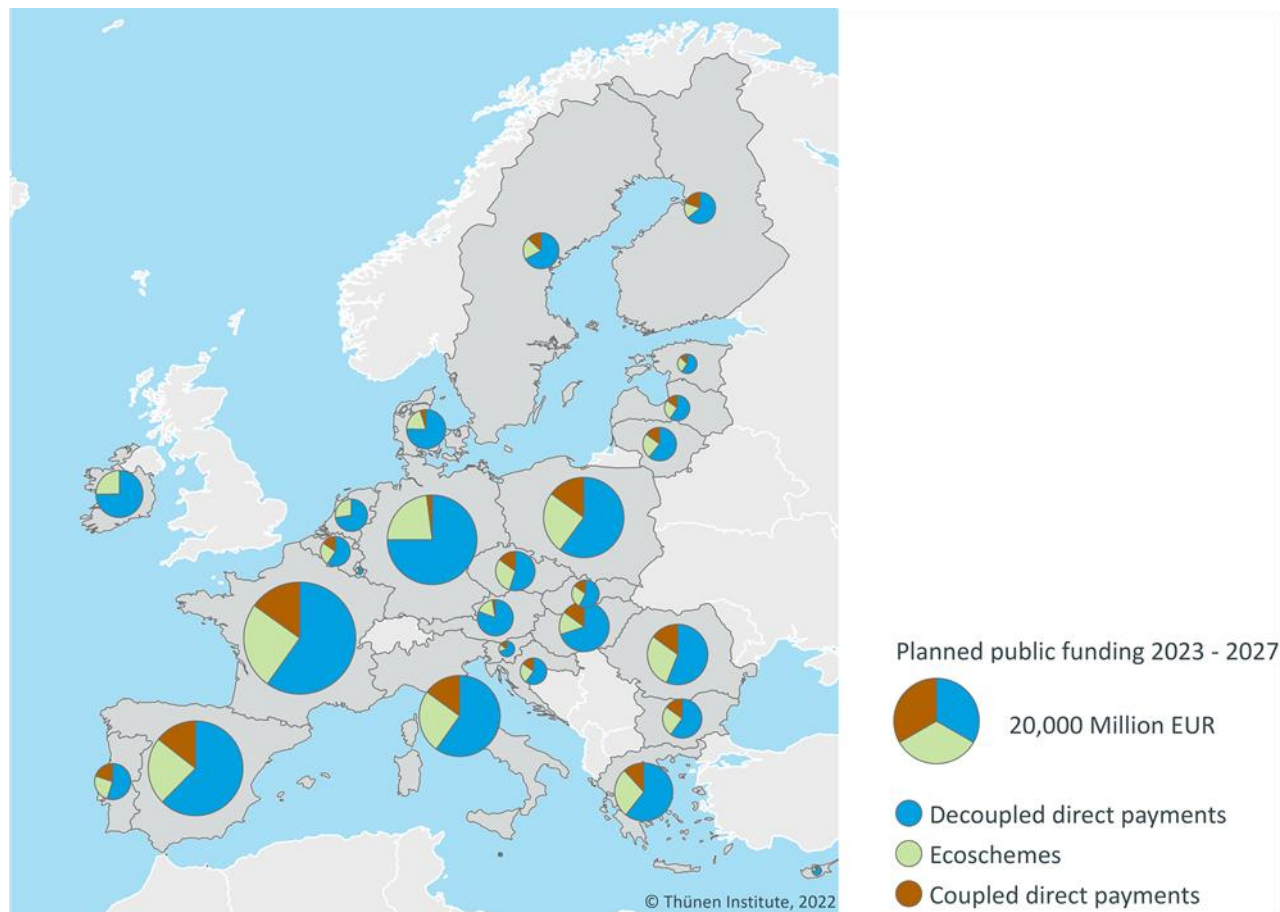 Planned public funding 2023 - 2027
20,000 Million EUR
Decoupled direct payments
Ecoschemes
Coupled direct payments
© Thünen Institute, 2022